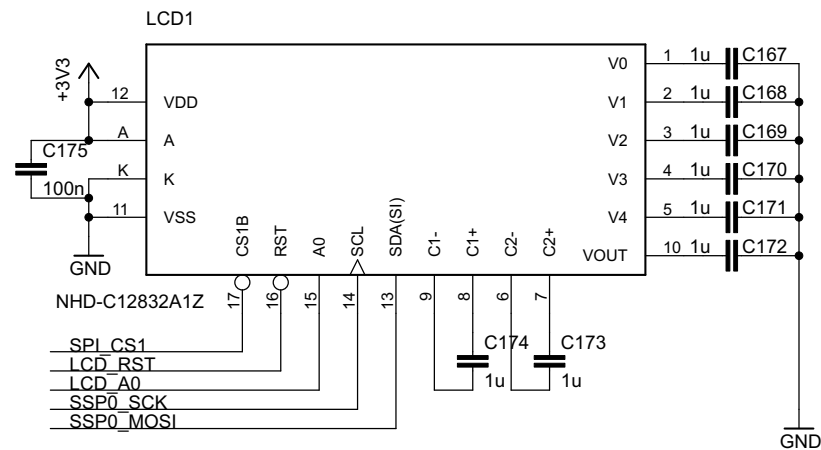 LCD1
+3V3
12 VDD V0 1 1u C167
V1 2 1u C168
A A V2 3 1u C169
C175
100n
K K V3 4 1u C170
11 VSS V4 5 1u C171
VOUT 10 1u C172
CS1B RST A0 SCL SDA(SI) C1- C1+ C2- C2+
GND
NHD-C12832A1Z
17 16 15 14 13 9 8 6 7
SPI_CS1
LCD_RST
LCD_A0
SSP0_SCK
SSP0_MOSI
C174 C173
1u 1u
GND